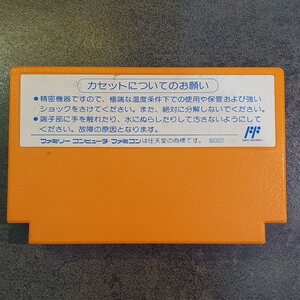 カセットについてのお願い
●精密機器ですので、極端な温度条件下での使用や保管および強い
ショックをさけてください。また、絶対に分解しないでください。
●端子部に手を触れたり、水にぬらしたりして汚さないようにして
ください。故障の原因となります。
ファミリーコンピュータ・ファミコンは任天堂の商標です。